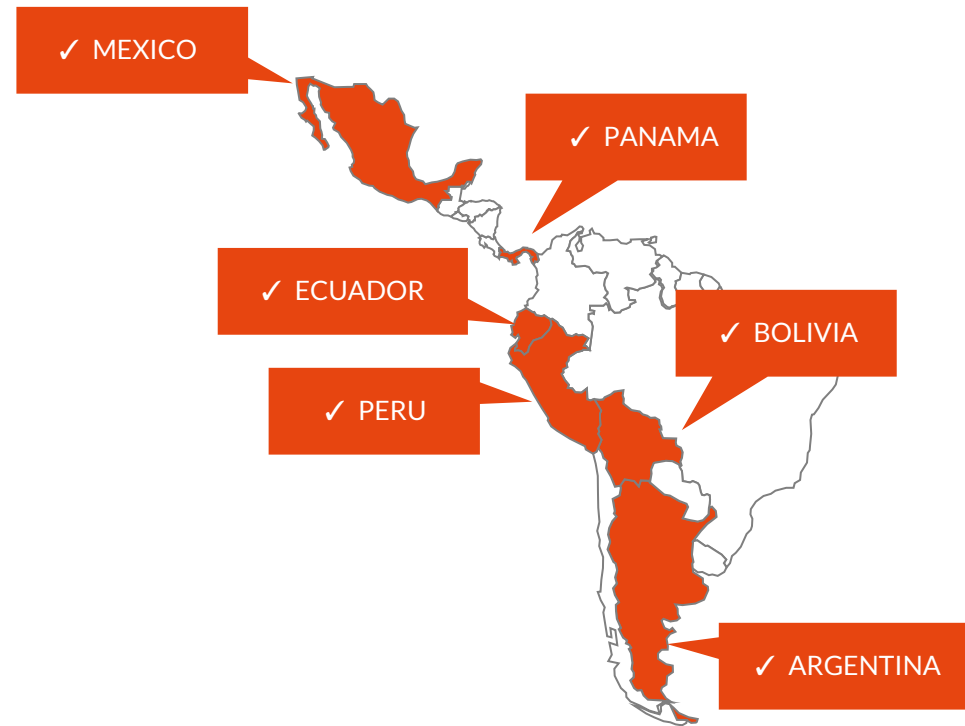 ✓ MEXICO
✓ PANAMA
✓ ECUADOR
✓ BOLIVIA
✓ PERU
✓ ARGENTINA